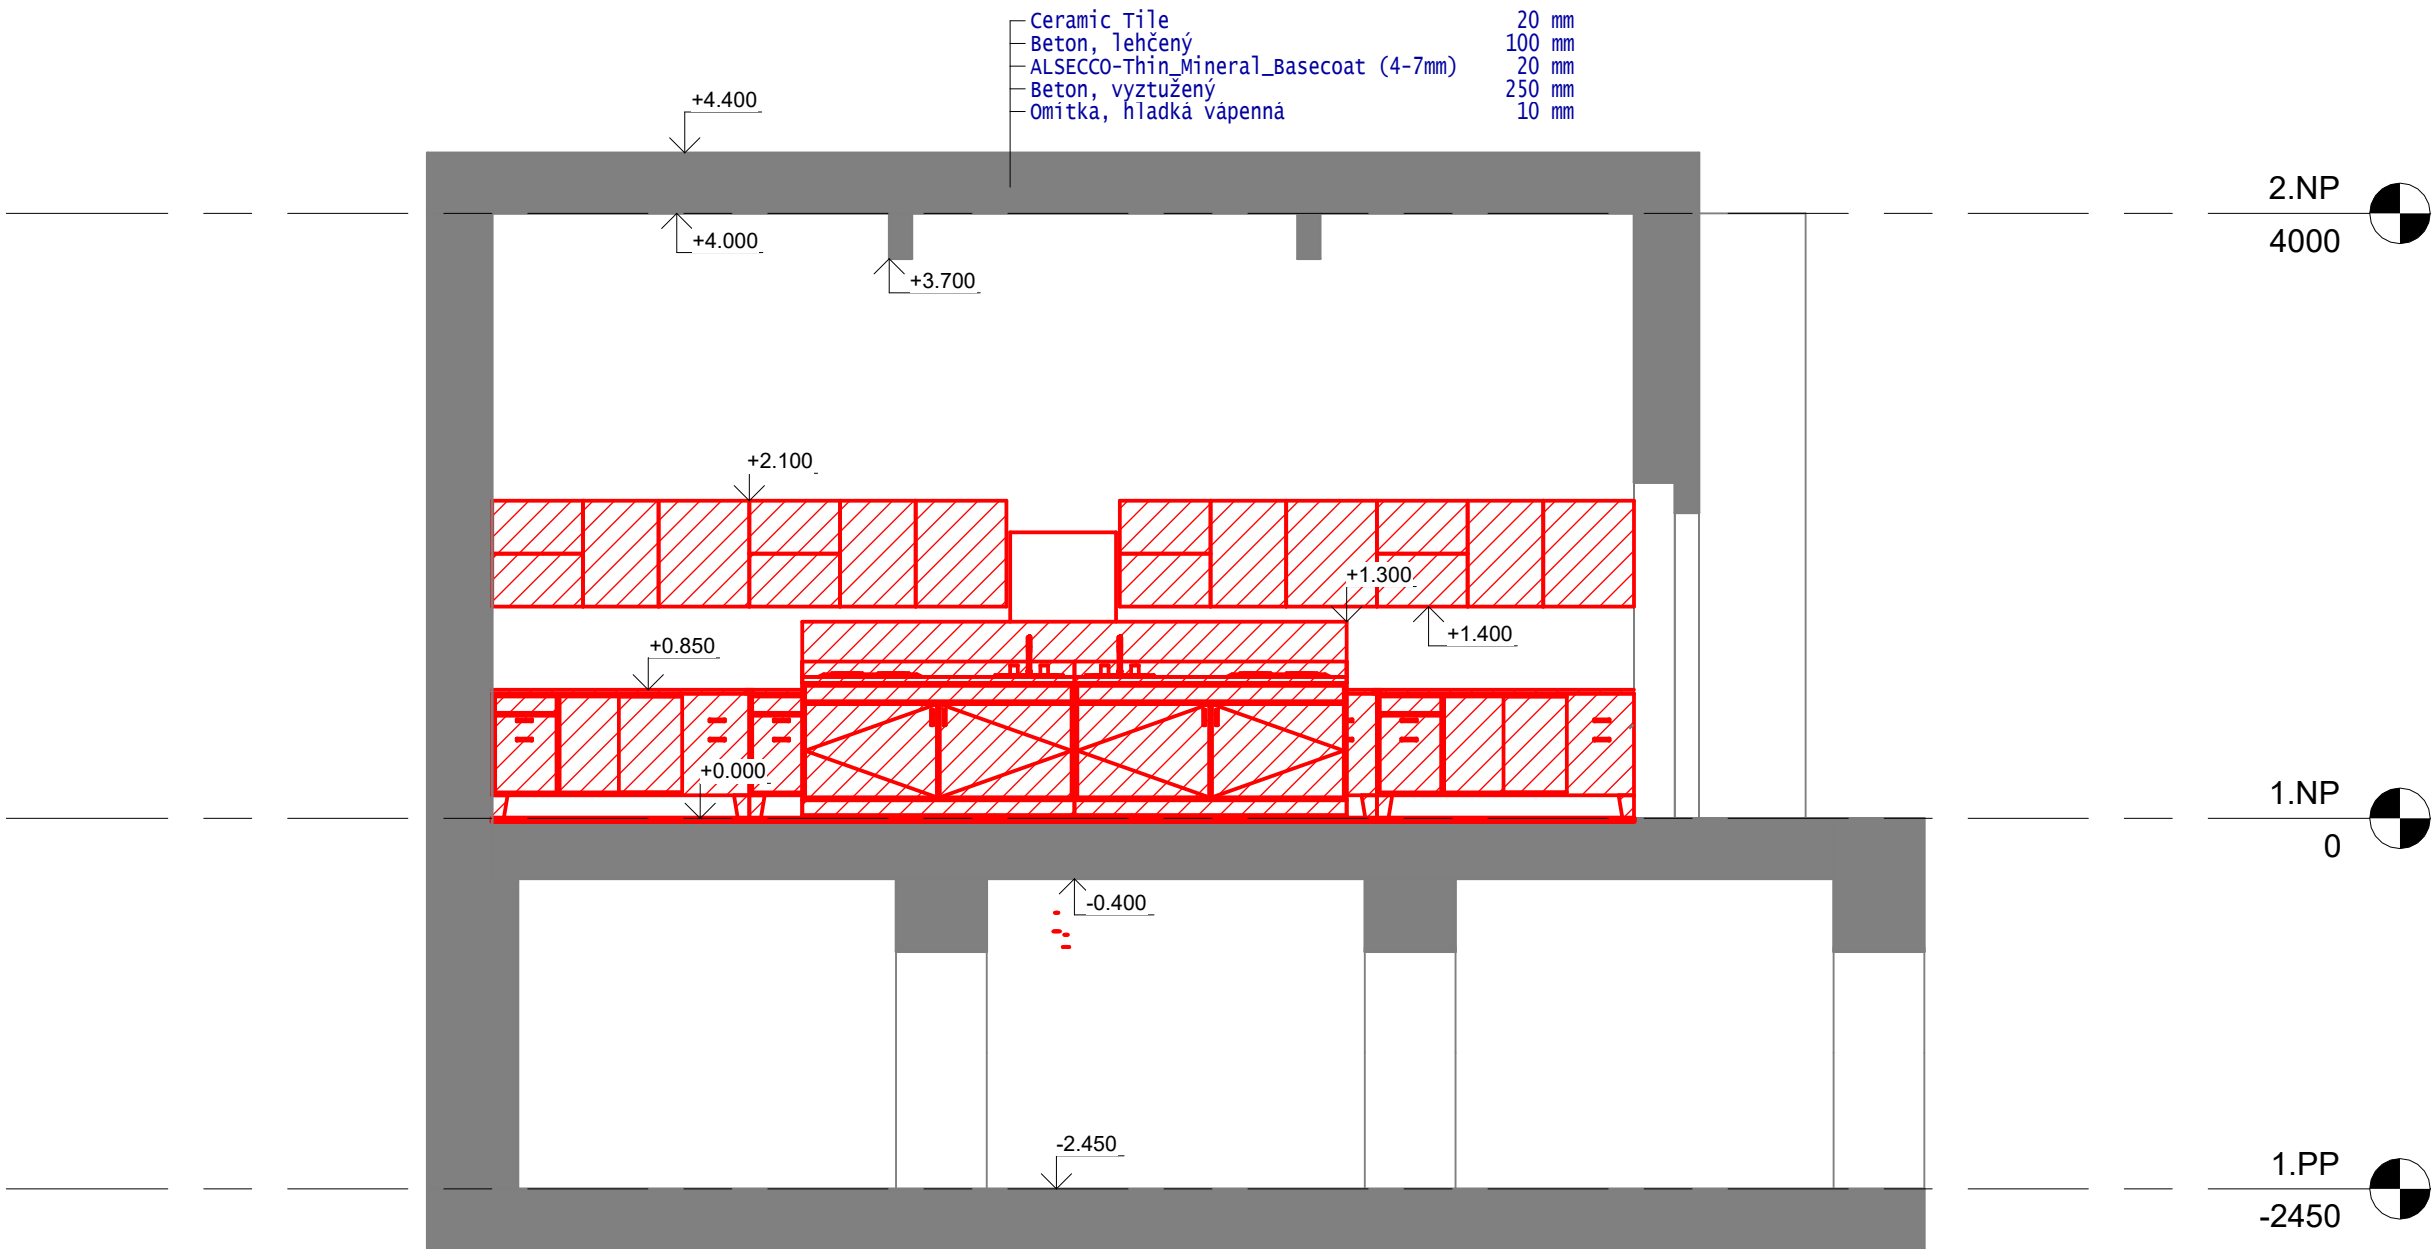 Ceramic Tile 20 mm
Beton, lehčený 100 mm
ALSECCO-Thin_Mineral_Basecoat (4-7mm) 20 mm
Beton, vyztužený 250 mm
Omítka, hladká vápenná 10 mm
+4.400
2.NP
4000
+4.000
+3.700
+2.100
+1.300
+1.400
+0.850
+0.000
1.NP
0
-0.400
-2.450
1.PP
-2450